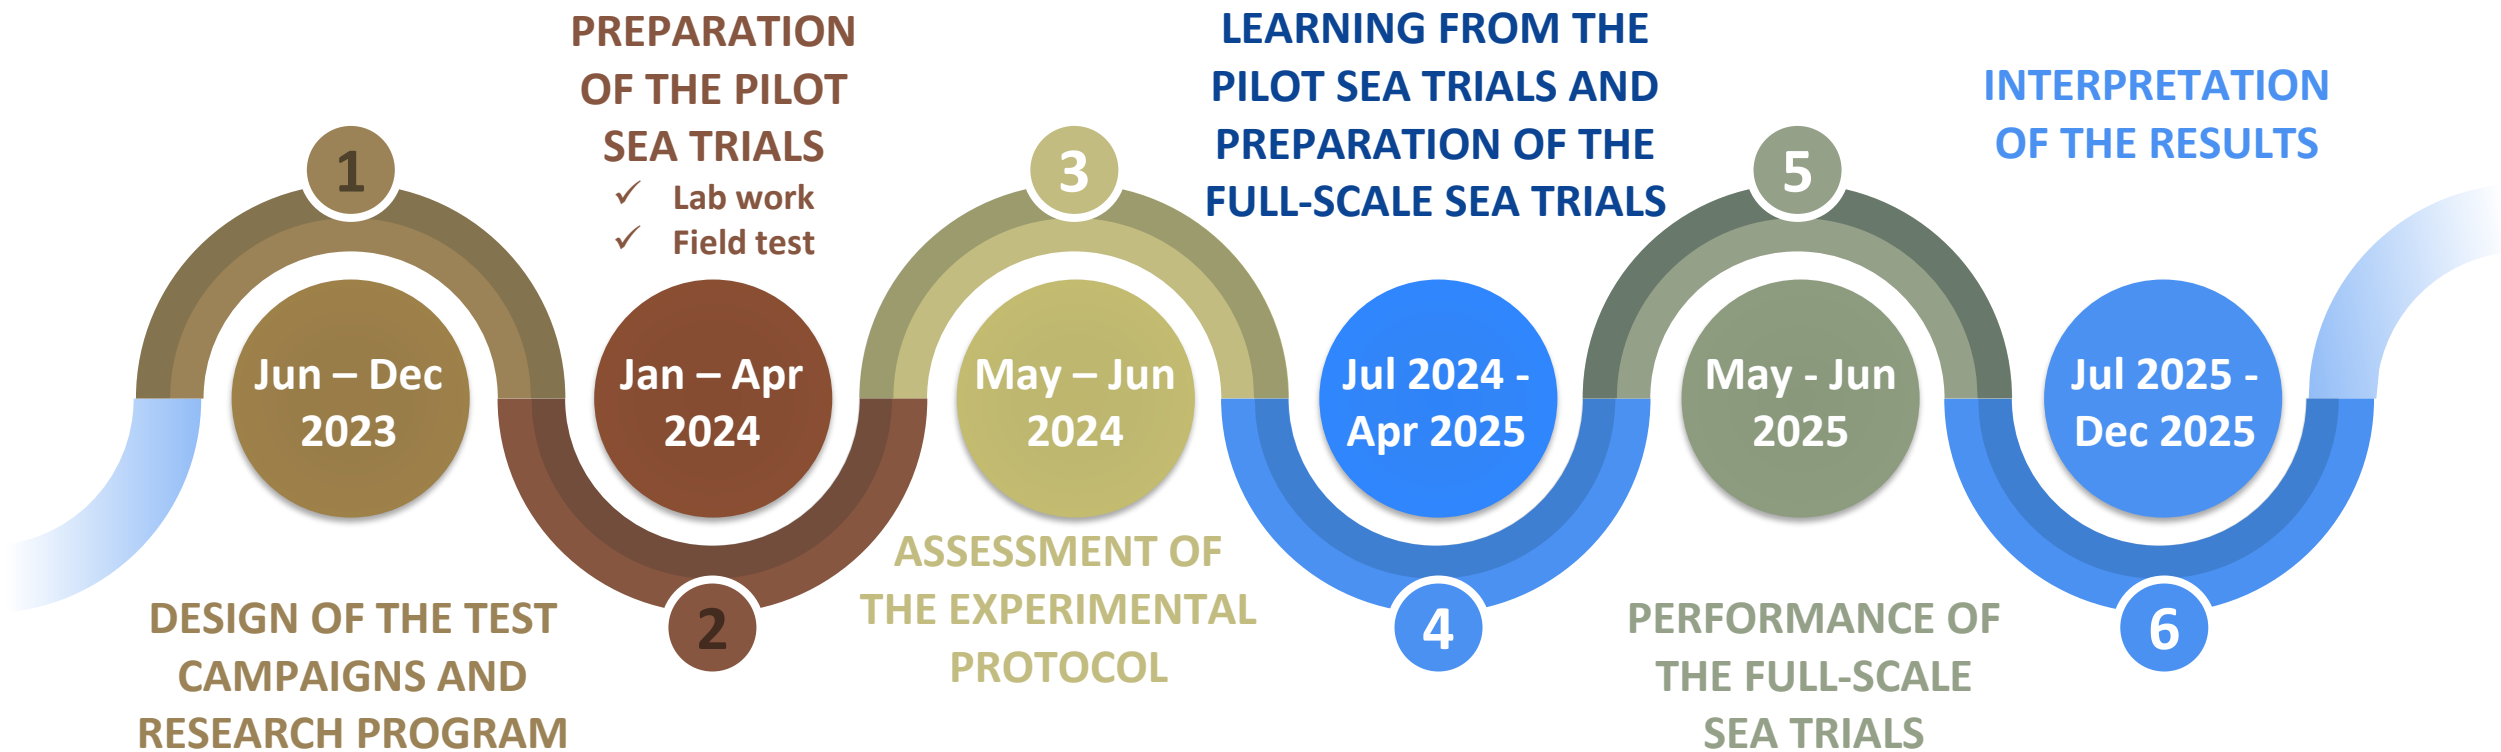 1
Jun – Dec
2023
DESIGN OF THE TEST
CAMPAIGNS AND
RESEARCH PROGRAM
PREPARATION
OF THE PILOT
SEA TRIALS
✓ Lab work
✓ Field test
Jan – Apr
2024
2
3
May – Jun
2024
ASSESSMENT OF
THE EXPERIMENTAL
PROTOCOL
LEARNING FROM THE
PILOT SEA TRIALS AND
PREPARATION OF THE
FULL-SCALE SEA TRIALS
Jul 2024 -
Apr 2025
4
5
May - Jun
2025
PERFORMANCE OF
THE FULL-SCALE
SEA TRIALS
INTERPRETATION
OF THE RESULTS
Jul 2025 -
Dec 2025
6